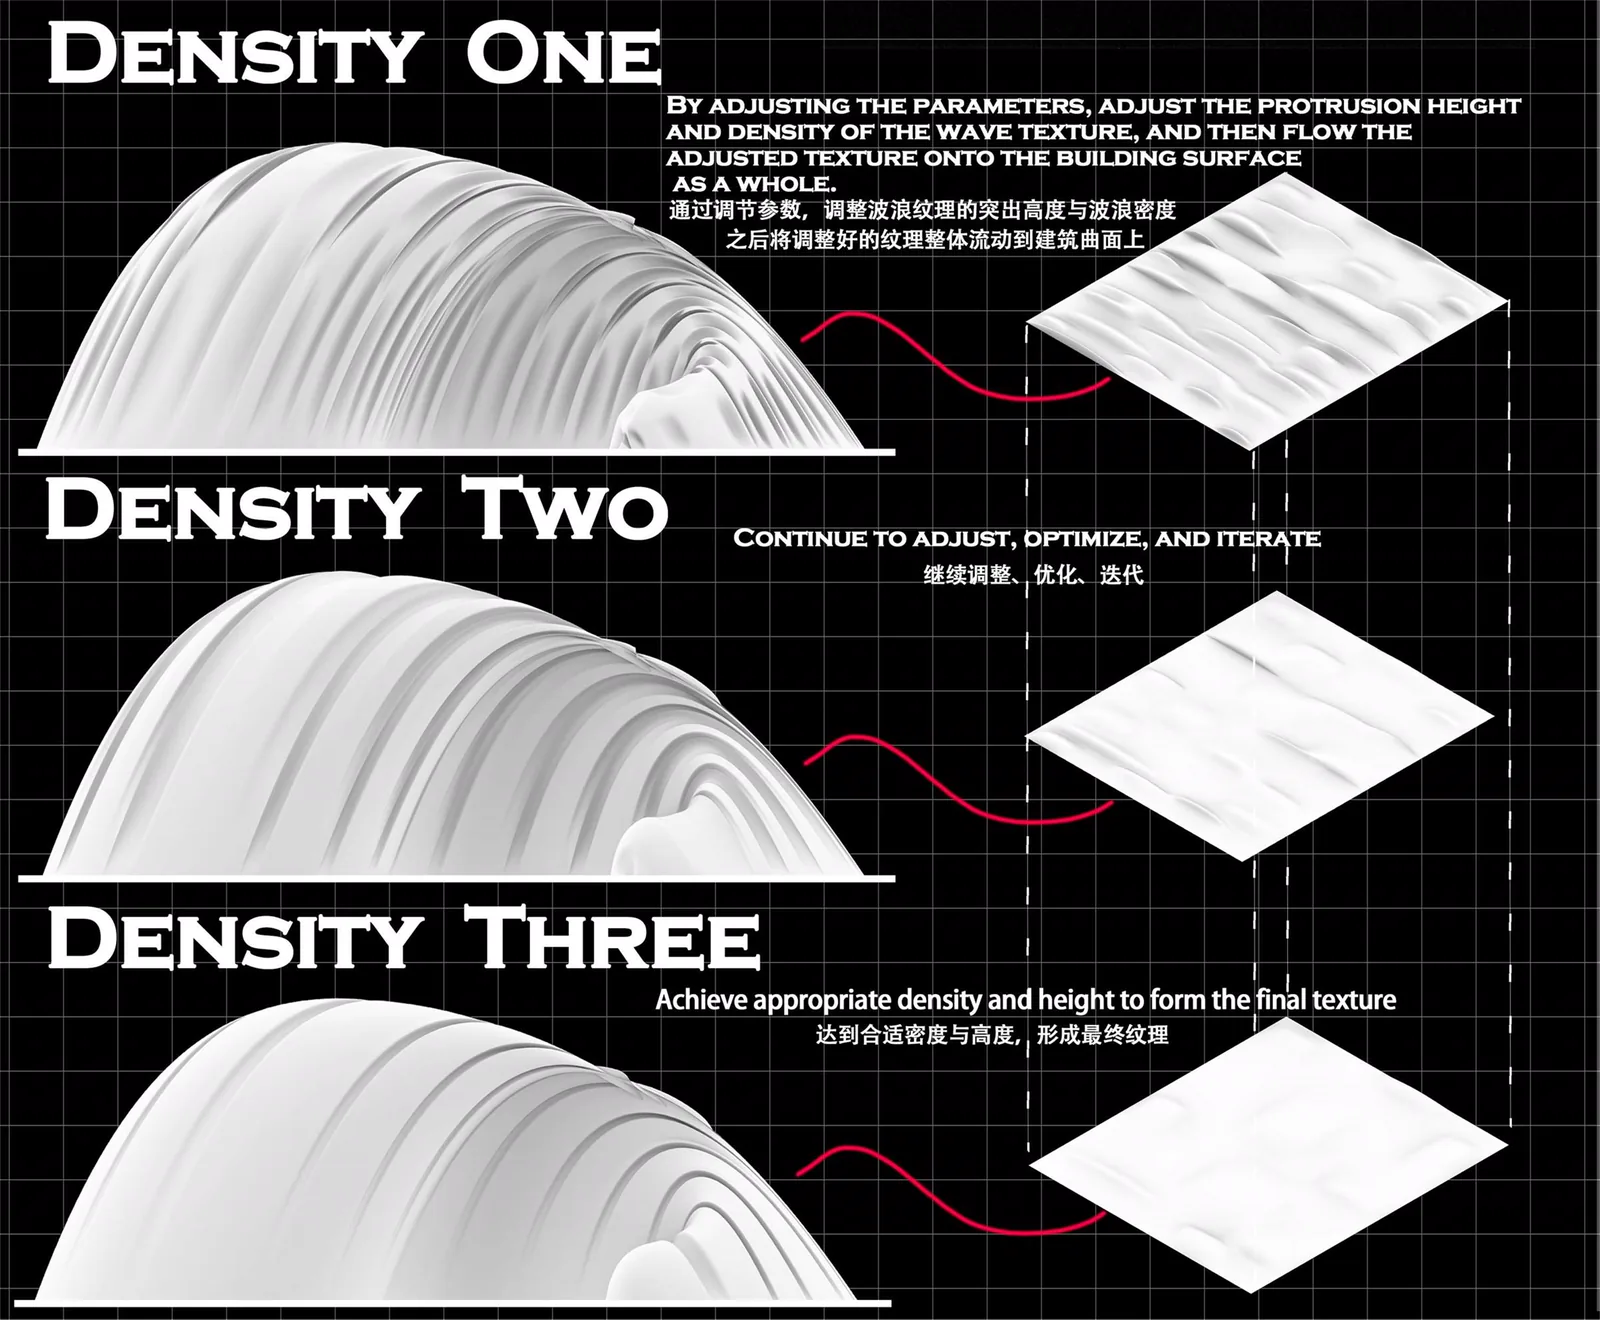 DENSITY ONE
BY ADJUSTING THE PARAMETERS, ADJUST THE PROTRUSION HEIGHT
AND DENSITY OF THE WAVE TEXTURE, AND THEN FLOW THE
ADJUSTED TEXTURE ONTO THE BUILDING SURFACE
AS A WHOLE.
通过调节参数，调整波浪纹理的突出高度与波浪密度
之后将调整好的纹理整体流动到建筑曲面上
DENSITY TWO
CONTINUE TO ADJUST, OPTIMIZE, AND ITERATE
继续调整、优化、迭代
DENSITY THREE
Achieve appropriate density and height to form the final texture
达到合适密度与高度，形成最终纹理